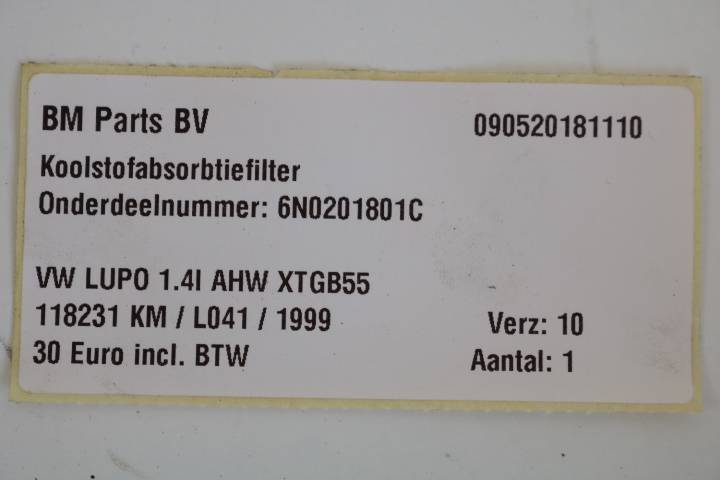 BM Parts BV 090520181110
Koolstofabsorbtiefilter
Onderdeelnummer: 6N0201801C
VW LUPO 1.4I AHW XTGB55
118231 KM / L041 / 1999 Verz: 10
30 Euro incl. BTW Aantal: 1